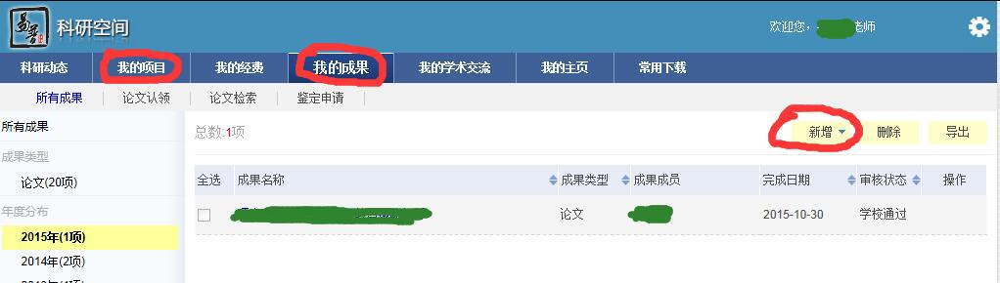 易普 科研空间
欢迎您, 老师
科研动态 我的项目 我的经费 我的成果 我的学术交流 我的主页 常用下载
所有成果 论文认领 论文检索 鉴定申请
所有成果
总数:1项 新增 删除 导出
成果类型
论文(20项)
全选 成果名称 成果类型 成果成员 完成日期 审核状态 操作
年度分布
论文 2015-10-30 学校通过
2015年(1项)
2014年(2项)